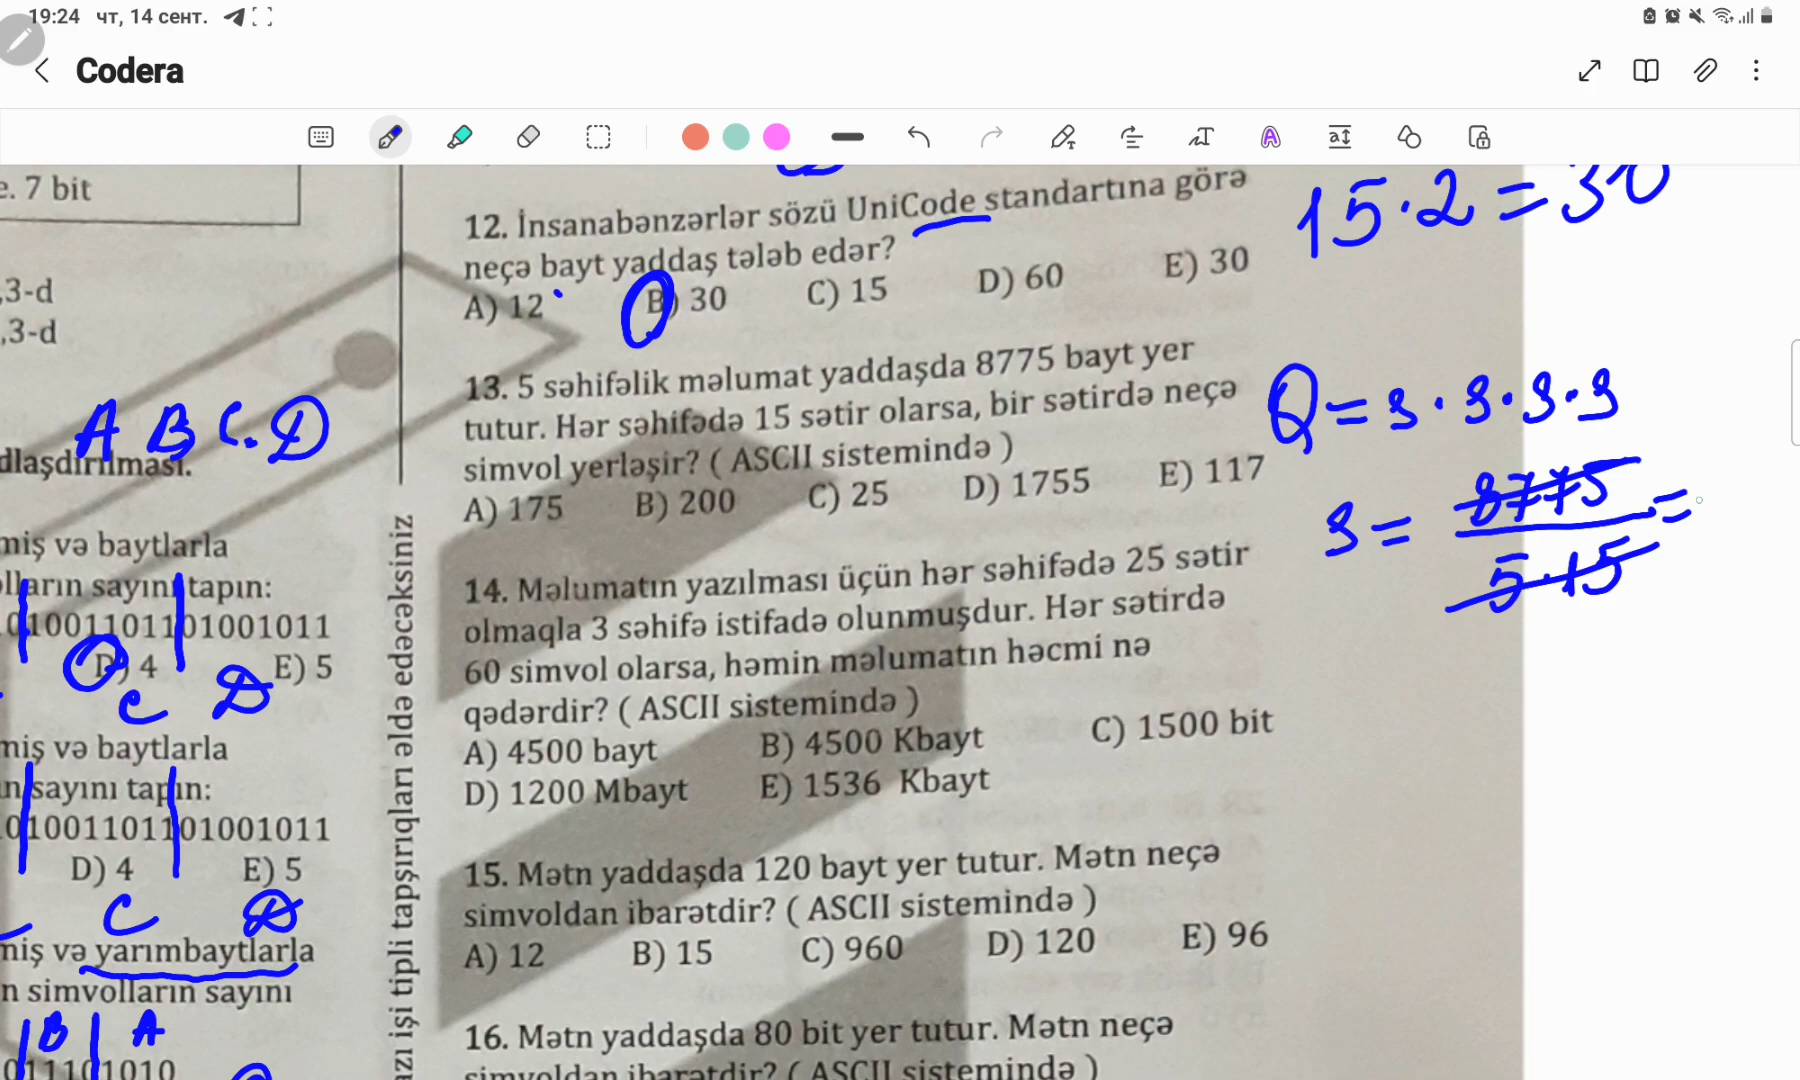 19:24 чт, 14 сент.
Codera
e. 7 bit
,3-d
,3-d
A B C. D
dlaşdırılması.
miş və baytlarla
olların sayını tapın:
01001101101001011
D) 4 E) 5
C D
miş və baytlarla
n sayını tapın:
01001101101001011
D) 4 E) 5
C D
miş və yarımbaytlarla
n simvolların sayını
B A
011101010
azı işi tipli tapşırıqları əldə edəcəksiniz
12. İnsanabənzərlər sözü UniCode standartına görə
neçə bayt yaddaş tələb edər?
A) 12 B) 30 C) 15 D) 60 E) 30
13. 5 səhifəlik məlumat yaddaşda 8775 bayt yer
tutur. Hər səhifədə 15 sətir olarsa, bir sətirdə neçə
simvol yerləşir? ( ASCII sistemində )
A) 175 B) 200 C) 25 D) 1755 E) 117
14. Məlumatın yazılması üçün hər səhifədə 25 sətir
olmaqla 3 səhifə istifadə olunmuşdur. Hər sətirdə
60 simvol olarsa, həmin məlumatın həcmi nə
qədərdir? ( ASCII sistemində )
A) 4500 bayt B) 4500 Kbayt C) 1500 bit
D) 1200 Mbayt E) 1536 Kbayt
15. Mətn yaddaşda 120 bayt yer tutur. Mətn neçə
simvoldan ibarətdir? ( ASCII sistemində )
A) 12 B) 15 C) 960 D) 120 E) 96
16. Mətn yaddaşda 80 bit yer tutur. Mətn neçə
simvoldan ibarətdir? ( ASCII sistemində )
15·2=30
Q=з·з·з·з
з= 8775 =
5·15